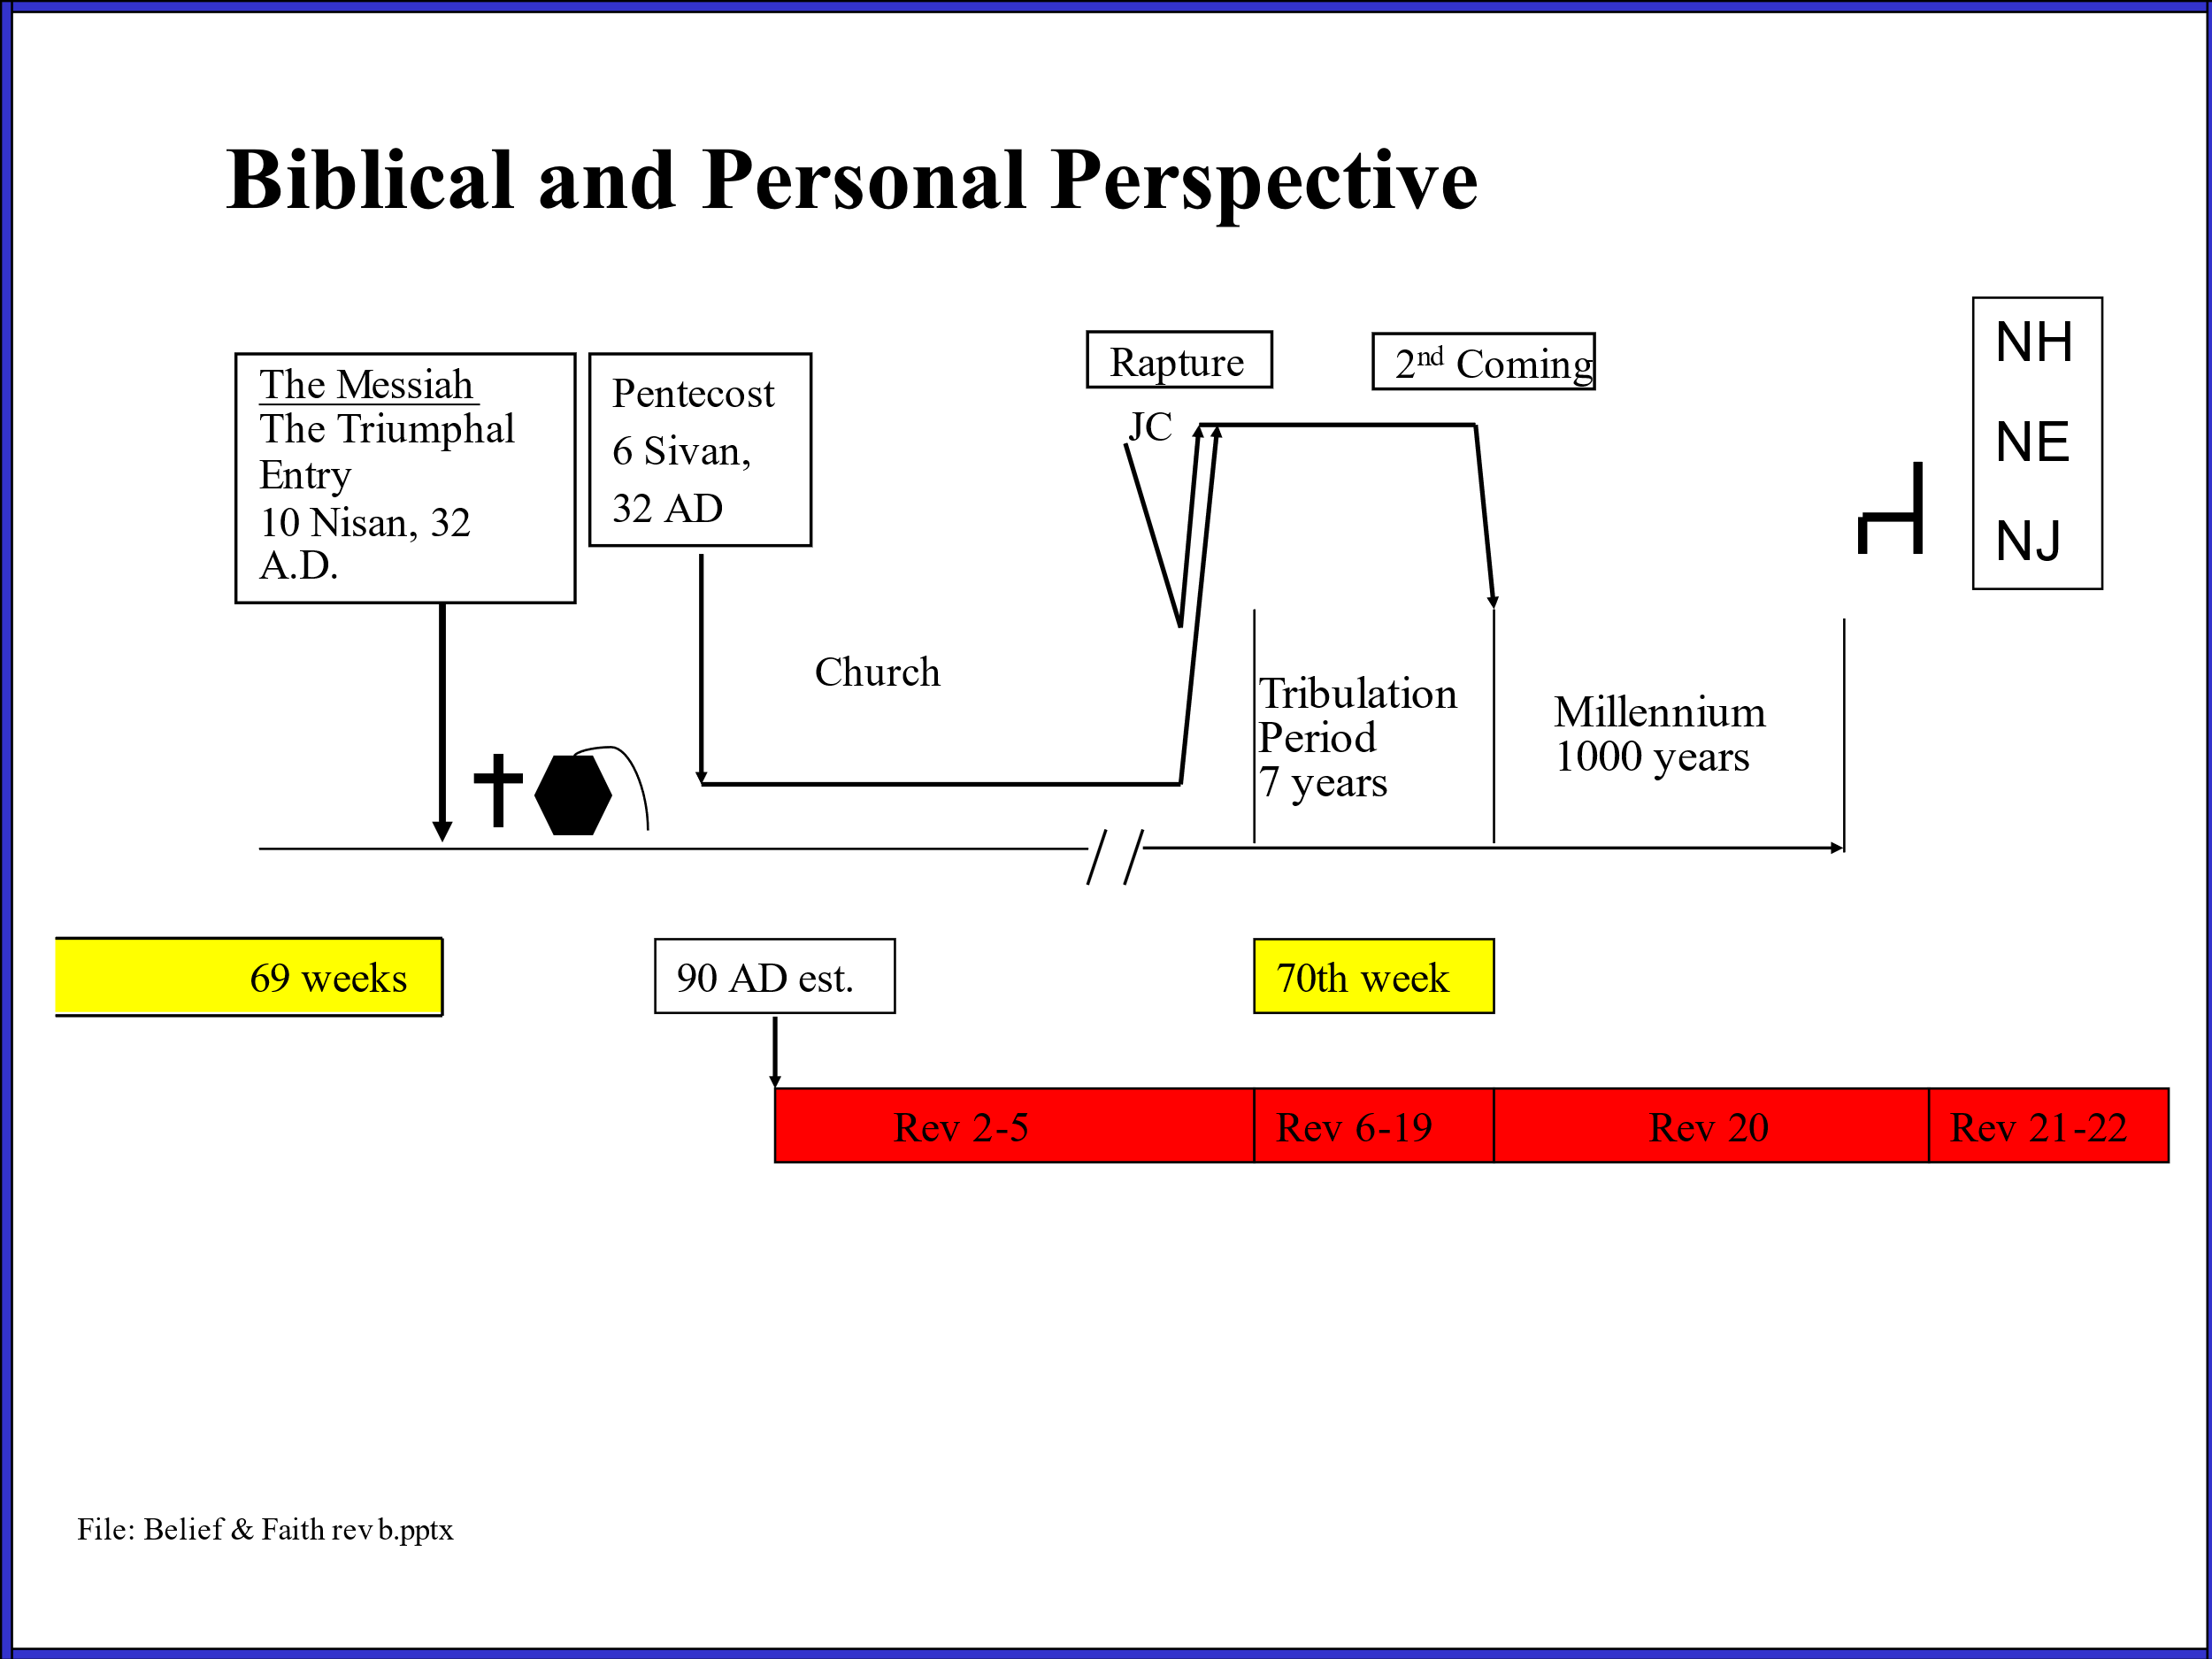 Biblical and Personal Perspective
The Messiah
The Triumphal
Entry
10 Nisan, 32
A.D.
Pentecost
6 Sivan,
32 AD
Rapture
JC
2nd Coming
NH
NE
NJ
Church
Tribulation
Period
7 years
Millennium
1000 years
69 weeks
90 AD est.
70th week
Rev 2-5
Rev 6-19
Rev 20
Rev 21-22
File: Belief & Faith rev b.pptx